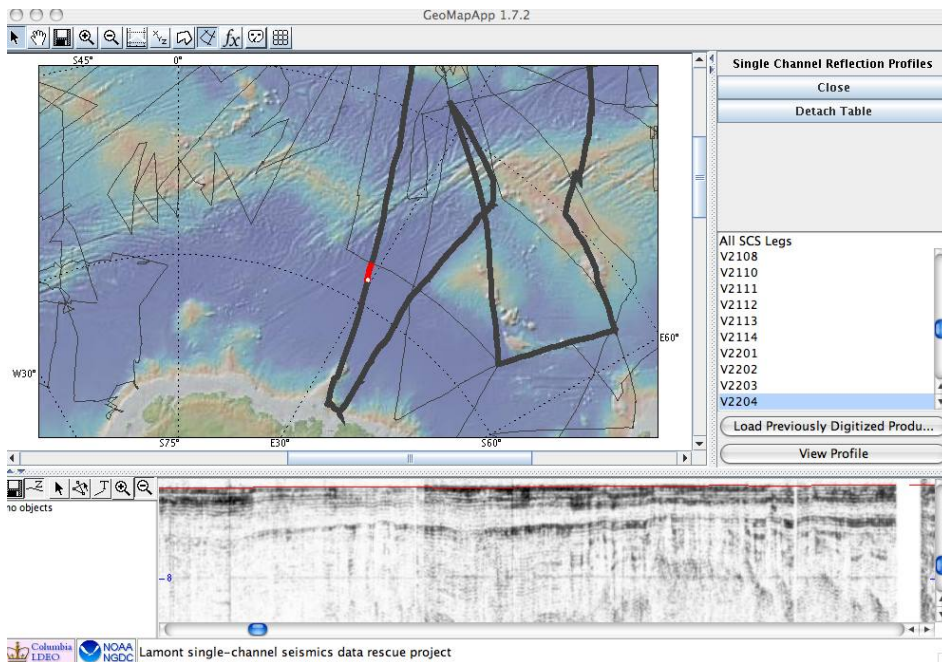 GeoMapApp 1.7.2
XYZ
fx
S45°
0°
W30°
S75°
E30°
S60°
E60°
Single Channel Reflection Profiles
Close
Detach Table
All SCS Legs
V2108
V2110
V2111
V2112
V2113
V2114
V2201
V2202
V2203
V2204
Load Previously Digitized Produ...
View Profile
no objects
8
Columbia
LDEO
NOAA
NGDC
Lamont single-channel seismics data rescue project